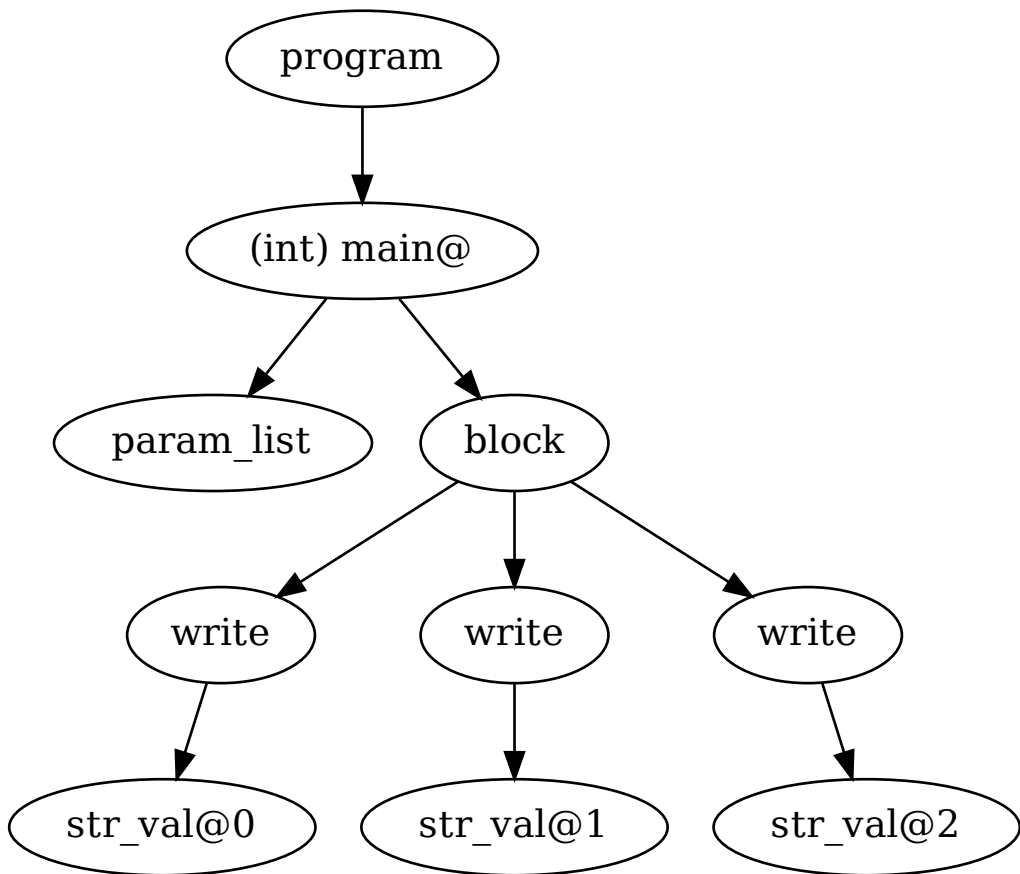 program
(int) main@
param_list
block
write
write
write
str_val@0
str_val@1
str_val@2